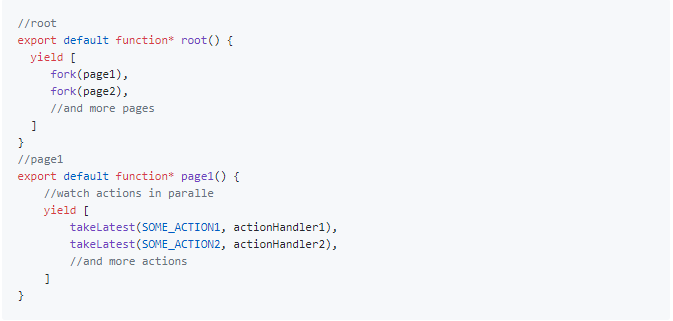 //root
export default function* root() {
  yield [
     fork(page1),
     fork(page2),
     //and more pages
  ]
}
//page1
export default function* page1() {
    //watch actions in paralle
    yield [
        takeLatest(SOME_ACTION1, actionHandler1),
        takeLatest(SOME_ACTION2, actionHandler2),
        //and more actions
    ]
}